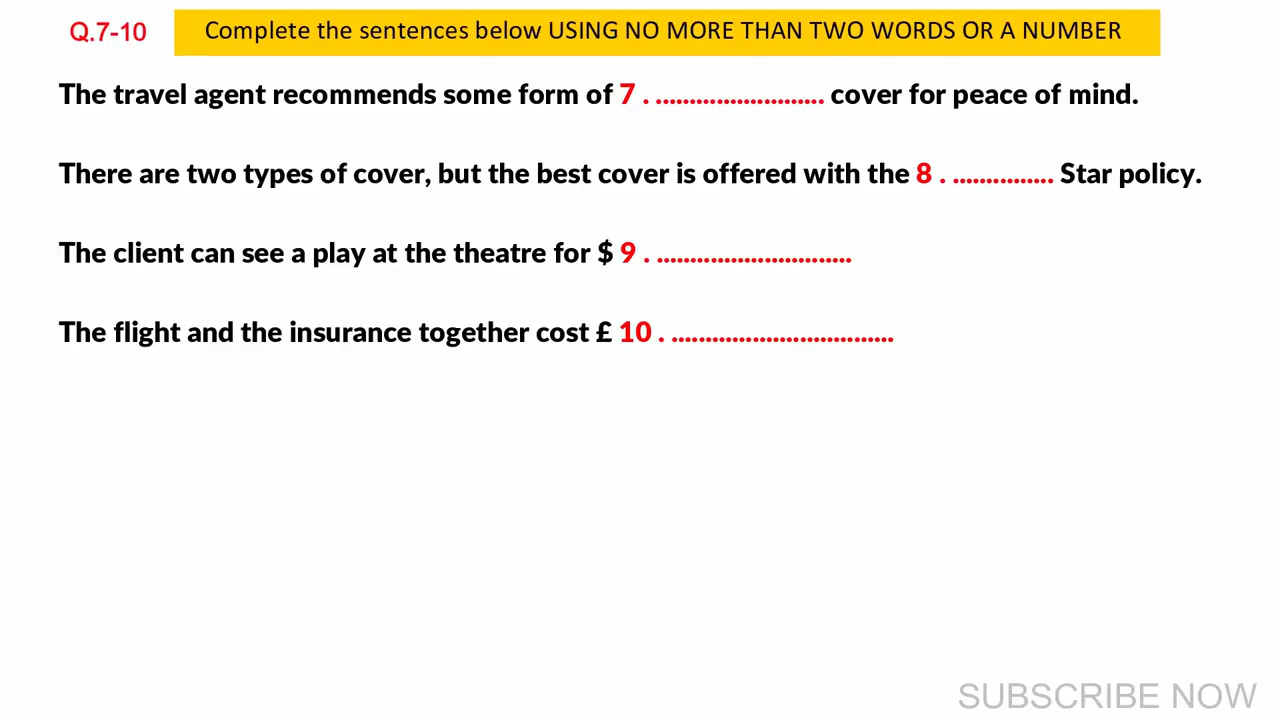 Q.7-10 Complete the sentences below USING NO MORE THAN TWO WORDS OR A NUMBER
The travel agent recommends some form of 7 . ......................... cover for peace of mind.
There are two types of cover, but the best cover is offered with the 8 . ............... Star policy.
The client can see a play at the theatre for $ 9 . .............................
The flight and the insurance together cost £ 10 . .................................
SUBSCRIBE NOW